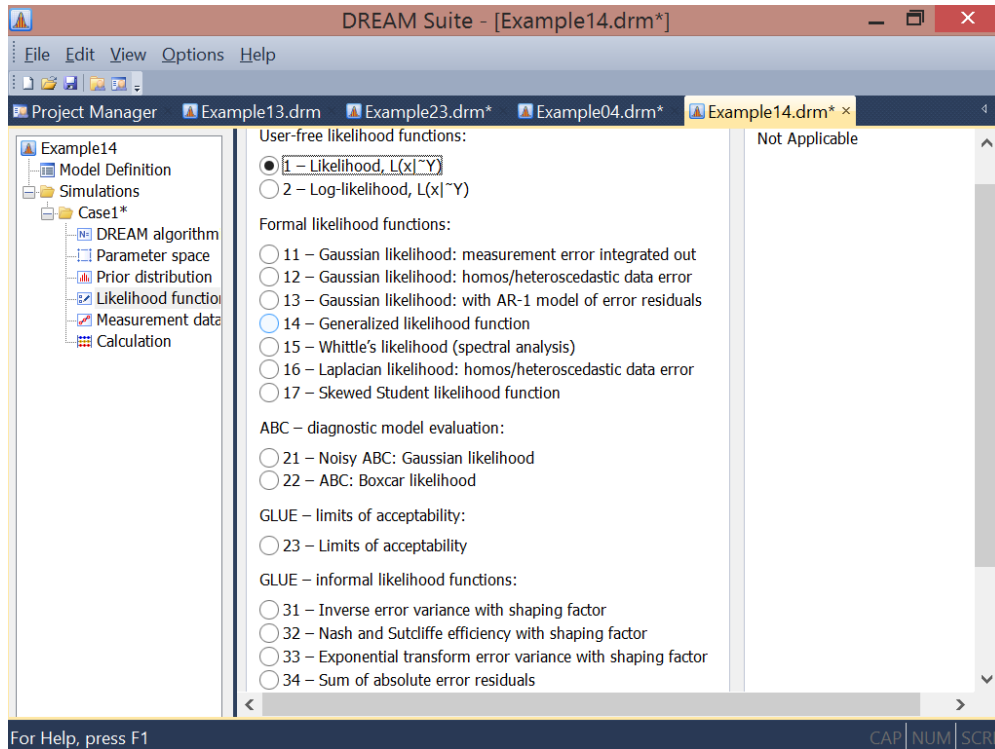 DREAM Suite - [Example14.drm*]
File Edit View Options Help
Project Manager Example13.drm Example23.drm* Example04.drm* Example14.drm* ×
Example14
Model Definition
Simulations
Case1*
DREAM algorithm
Parameter space
Prior distribution
Likelihood function
Measurement data
Calculation
User-free likelihood functions:
1 – Likelihood, L(x|~Y)
2 – Log-likelihood, L(x|~Y)
Formal likelihood functions:
11 – Gaussian likelihood: measurement error integrated out
12 – Gaussian likelihood: homos/heteroscedastic data error
13 – Gaussian likelihood: with AR-1 model of error residuals
14 – Generalized likelihood function
15 – Whittle's likelihood (spectral analysis)
16 – Laplacian likelihood: homos/heteroscedastic data error
17 – Skewed Student likelihood function
ABC – diagnostic model evaluation:
21 – Noisy ABC: Gaussian likelihood
22 – ABC: Boxcar likelihood
GLUE – limits of acceptability:
23 – Limits of acceptability
GLUE – informal likelihood functions:
31 – Inverse error variance with shaping factor
32 – Nash and Sutcliffe efficiency with shaping factor
33 – Exponential transform error variance with shaping factor
34 – Sum of absolute error residuals
Not Applicable
For Help, press F1
CAP NUM SCRL